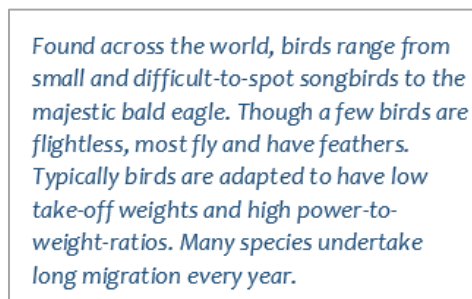 Found across the world, birds range from
small and difficult-to-spot songbirds to the
majestic bald eagle. Though a few birds are
flightless, most fly and have feathers.
Typically birds are adapted to have low
take-off weights and high power-to-
weight-ratios. Many species undertake
long migration every year.